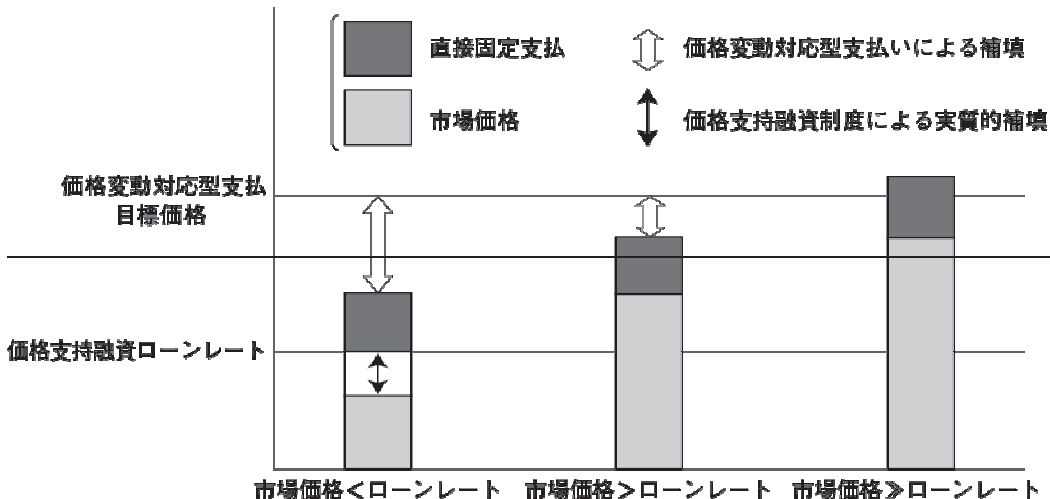 直接固定支払
価格変動対応型支払いによる補填
市場価格
価格支持融資制度による実質的補填
価格変動対応型支払
目標価格
価格支持融資ローンレート
市場価格<ローンレート
市場価格>ローンレート
市場価格≫ローンレート